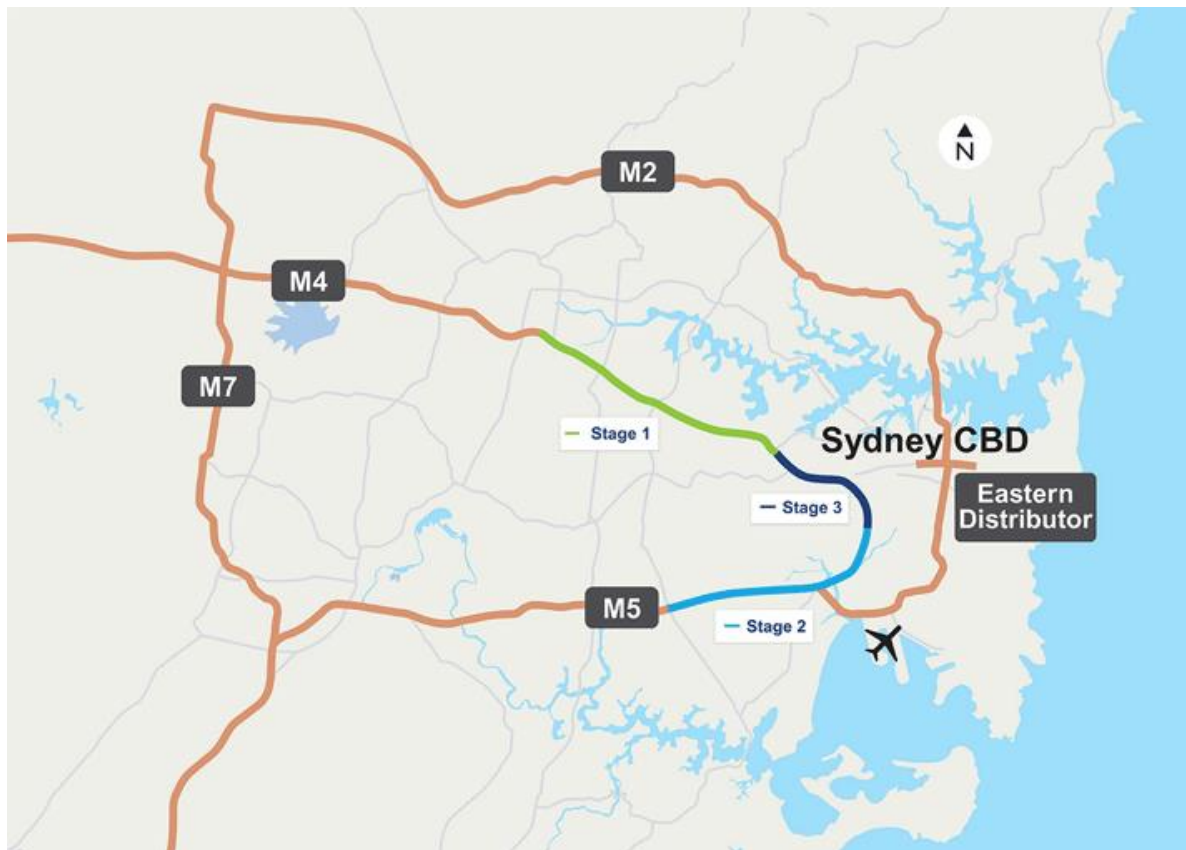 N
M2
M4
M7
Stage 1
Sydney CBD
Eastern
Distributor
Stage 3
M5
Stage 2